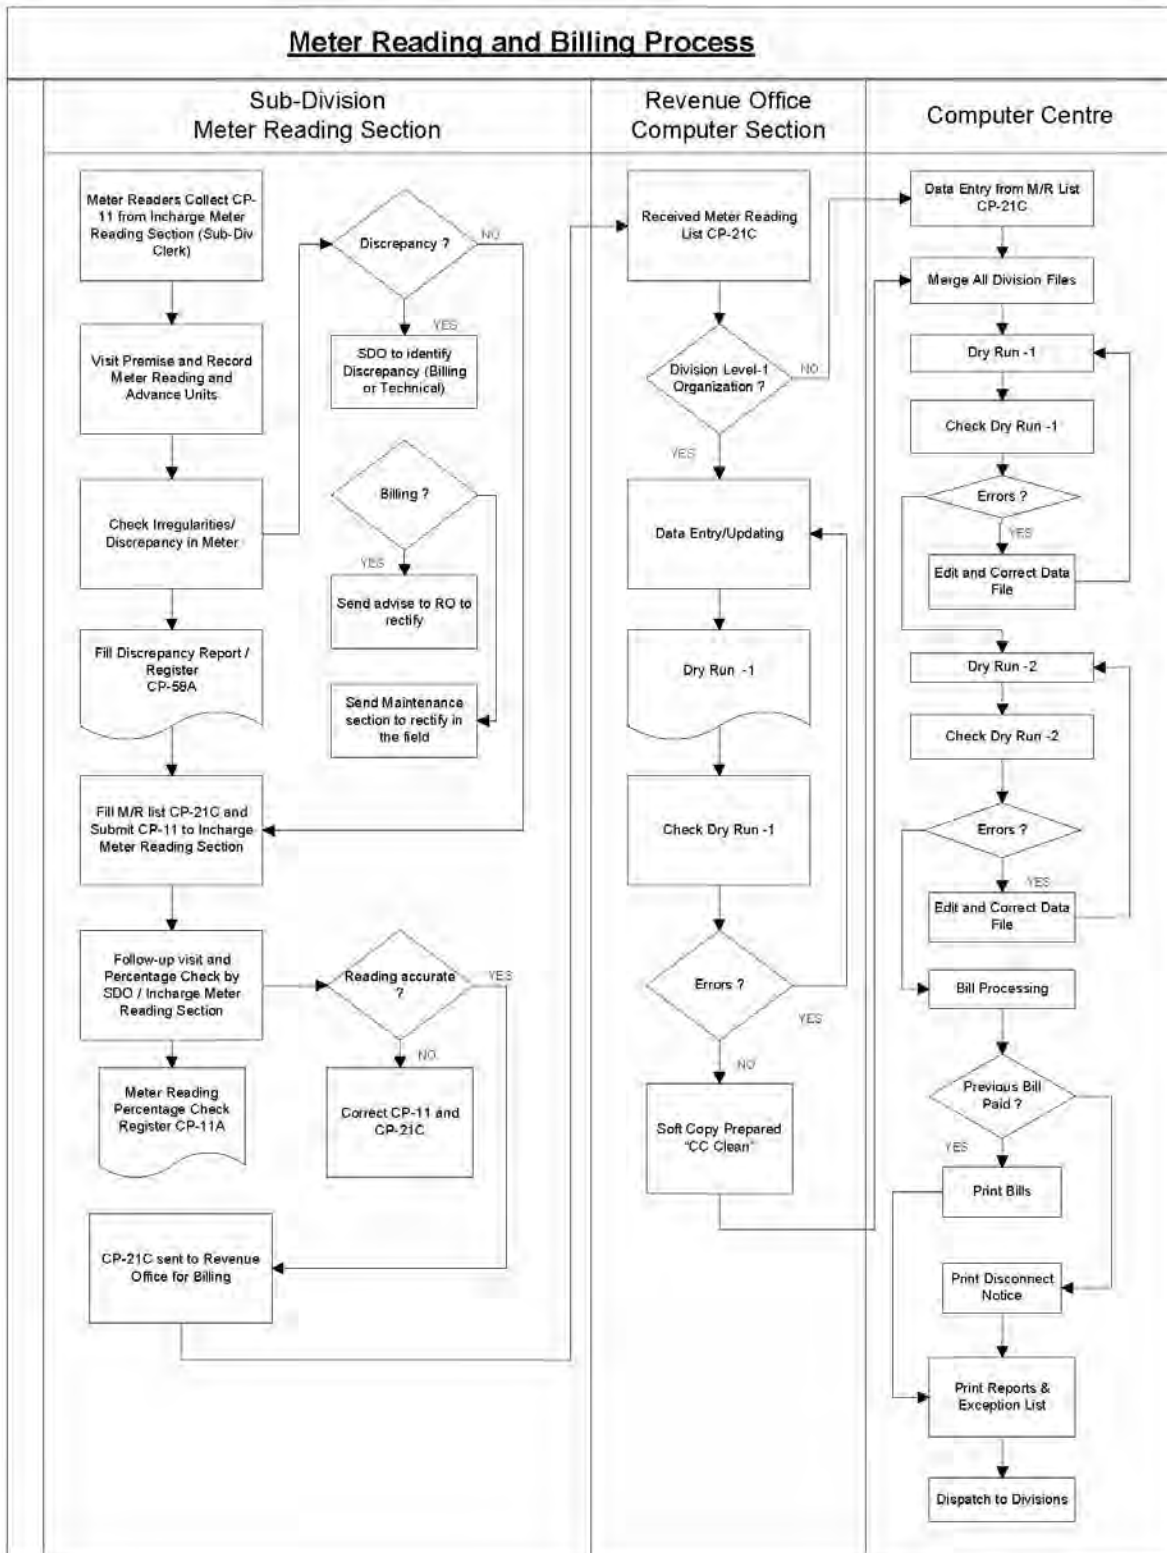 Meter Reading and Billing Process
Sub-Division
Meter Reading Section
Revenue Office
Computer Section
Computer Centre
Meter Readers Collect CP-
11 from Incharge Meter
Reading Section (Sub-Div
Clerk)
Visit Premise and Record
Meter Reading and
Advance Units
Check Irregularities/
Discrepancy in Meter
Fill Discrepancy Report /
Register
CP-58A
Fill M/R list CP-21C and
Submit CP-11 to Incharge
Meter Reading Section
Follow-up visit and
Percentage Check by
SDO / Incharge Meter
Reading Section
Meter Reading
Percentage Check
Register CP-11A
CP-21C sent to Revenue
Office for Billing
Discrepancy ?
NO
YES
SDO to identify
Discrepancy (Billing
or Technical)
Billing ?
YES
Send advise to RO to
rectify
Send Maintenance
section to rectify in
the field
Reading accurate
?
YES
NO
Correct CP-11 and
CP-21C
Received Meter Reading
List CP-21C
Division Level-1
Organization ?
NO
YES
Data Entry/Updating
Dry Run -1
Check Dry Run -1
Errors ?
YES
NO
Soft Copy Prepared
"CC Clean"
Data Entry from M/R List
CP-21C
Merge All Division Files
Dry Run -1
Check Dry Run -1
Errors ?
YES
Edit and Correct Data
File
Dry Run -2
Check Dry Run -2
Errors ?
YES
Edit and Correct Data
File
Bill Processing
Previous Bill
Paid ?
YES
Print Bills
Print Disconnect
Notice
Print Reports &
Exception List
Dispatch to Divisions